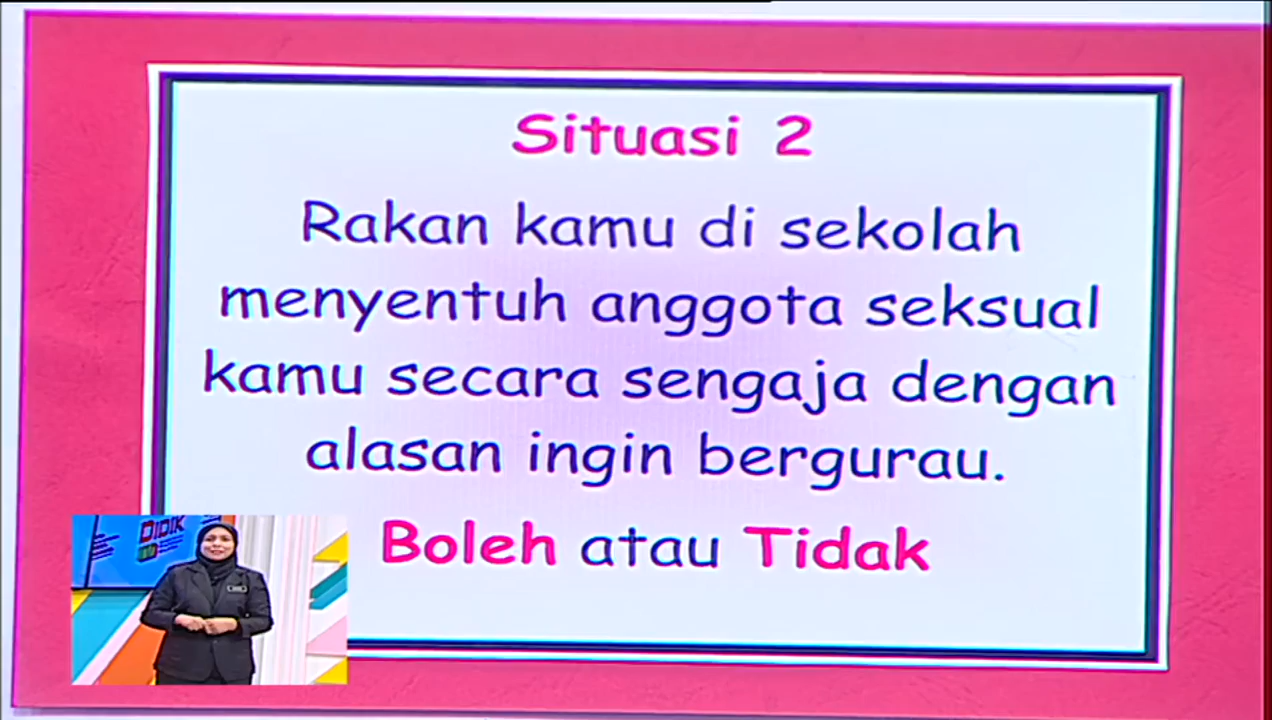 Situasi 2
Rakan kamu di sekolah
menyentuh anggota seksual
kamu secara sengaja dengan
alasan ingin bergurau.
Boleh atau Tidak
DIDIK